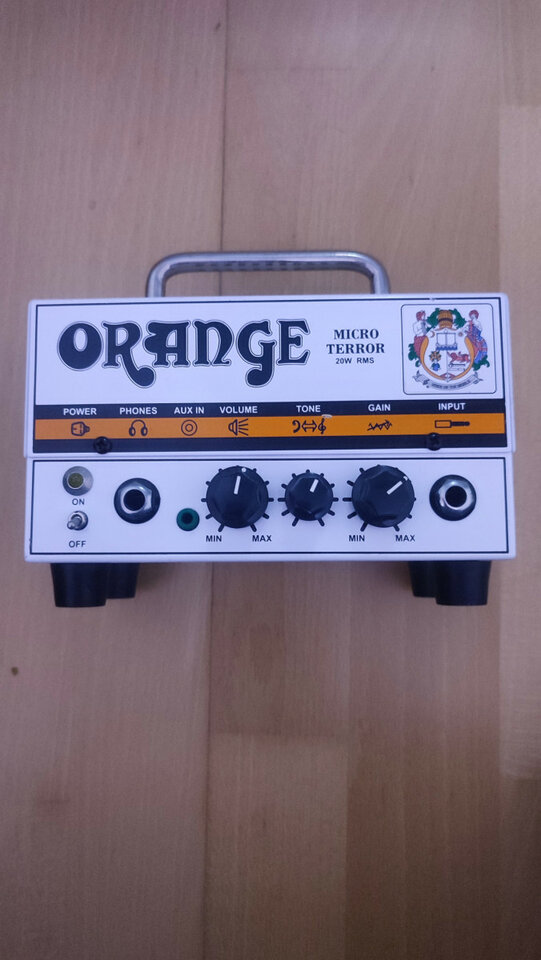 ORANGE
MICRO
TERROR
20W RMS
POWER PHONES AUX IN VOLUME TONE GAIN INPUT
ON
OFF
MIN MAX MIN MAX